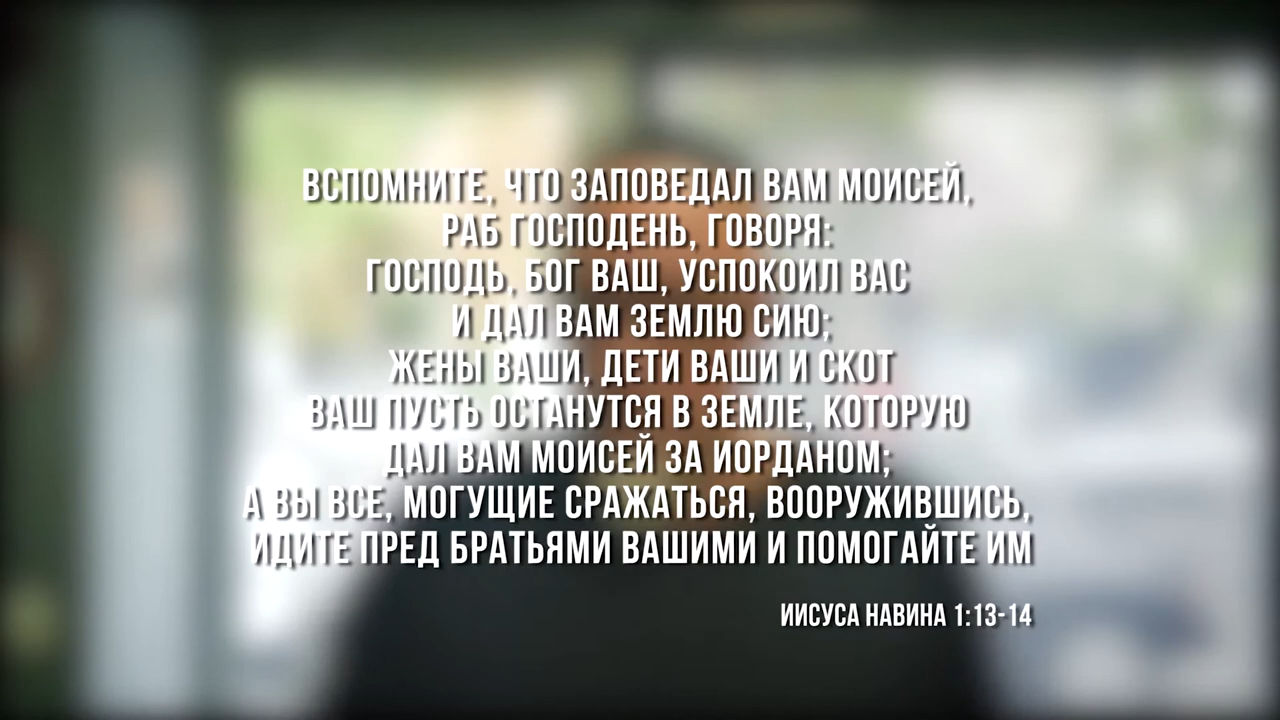 ВСПОМНИТЕ, ЧТО ЗАПОВЕДАЛ ВАМ МОИСЕЙ,
РАБ ГОСПОДЕНЬ, ГОВОРЯ:
ГОСПОДЬ, БОГ ВАШ, УСПОКОИЛ ВАС
И ДАЛ ВАМ ЗЕМЛЮ СИЮ;
ЖЕНЫ ВАШИ, ДЕТИ ВАШИ И СКОТ
ВАШ ПУСТЬ ОСТАНУТСЯ В ЗЕМЛЕ, КОТОРУЮ
ДАЛ ВАМ МОИСЕЙ ЗА ИОРДАНОМ;
А ВЫ ВСЕ, МОГУЩИЕ СРАЖАТЬСЯ, ВООРУЖИВШИСЬ,
ИДИТЕ ПРЕД БРАТЬЯМИ ВАШИМИ И ПОМОГАЙТЕ ИМ
ИИСУСА НАВИНА 1:13-14